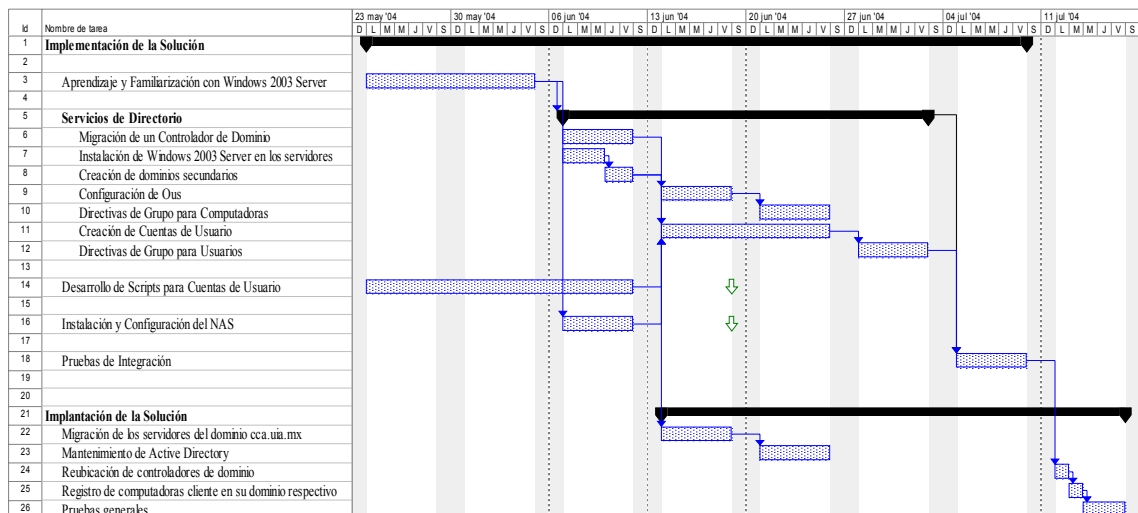 23 may '04 30 may '04 06 jun '04 13 jun '04 20 jun '04 27 jun '04 04 jul '04 11 jul '04
Id Nombre de tarea D L M M J V S D L M M J V S D L M M J V S D L M M J V S D L M M J V S D L M M J V S D L M M J V S D L M M J V S
1 Implementación de la Solución
2
3 Aprendizaje y Familiarización con Windows 2003 Server
4
5 Servicios de Directorio
6 Migración de un Controlador de Dominio
7 Instalación de Windows 2003 Server en los servidores
8 Creación de dominios secundarios
9 Configuración de Ous
10 Directivas de Grupo para Computadoras
11 Creación de Cuentas de Usuario
12 Directivas de Grupo para Usuarios
13
14 Desarrollo de Scripts para Cuentas de Usuario
15
16 Instalación y Configuración del NAS
17
18 Pruebas de Integración
19
20
21 Implantación de la Solución
22 Migración de los servidores del dominio cca.uia.mx
23 Mantenimiento de Active Directory
24 Reubicación de controladores de dominio
25 Registro de computadoras cliente en su dominio respectivo
26 Pruebas generales